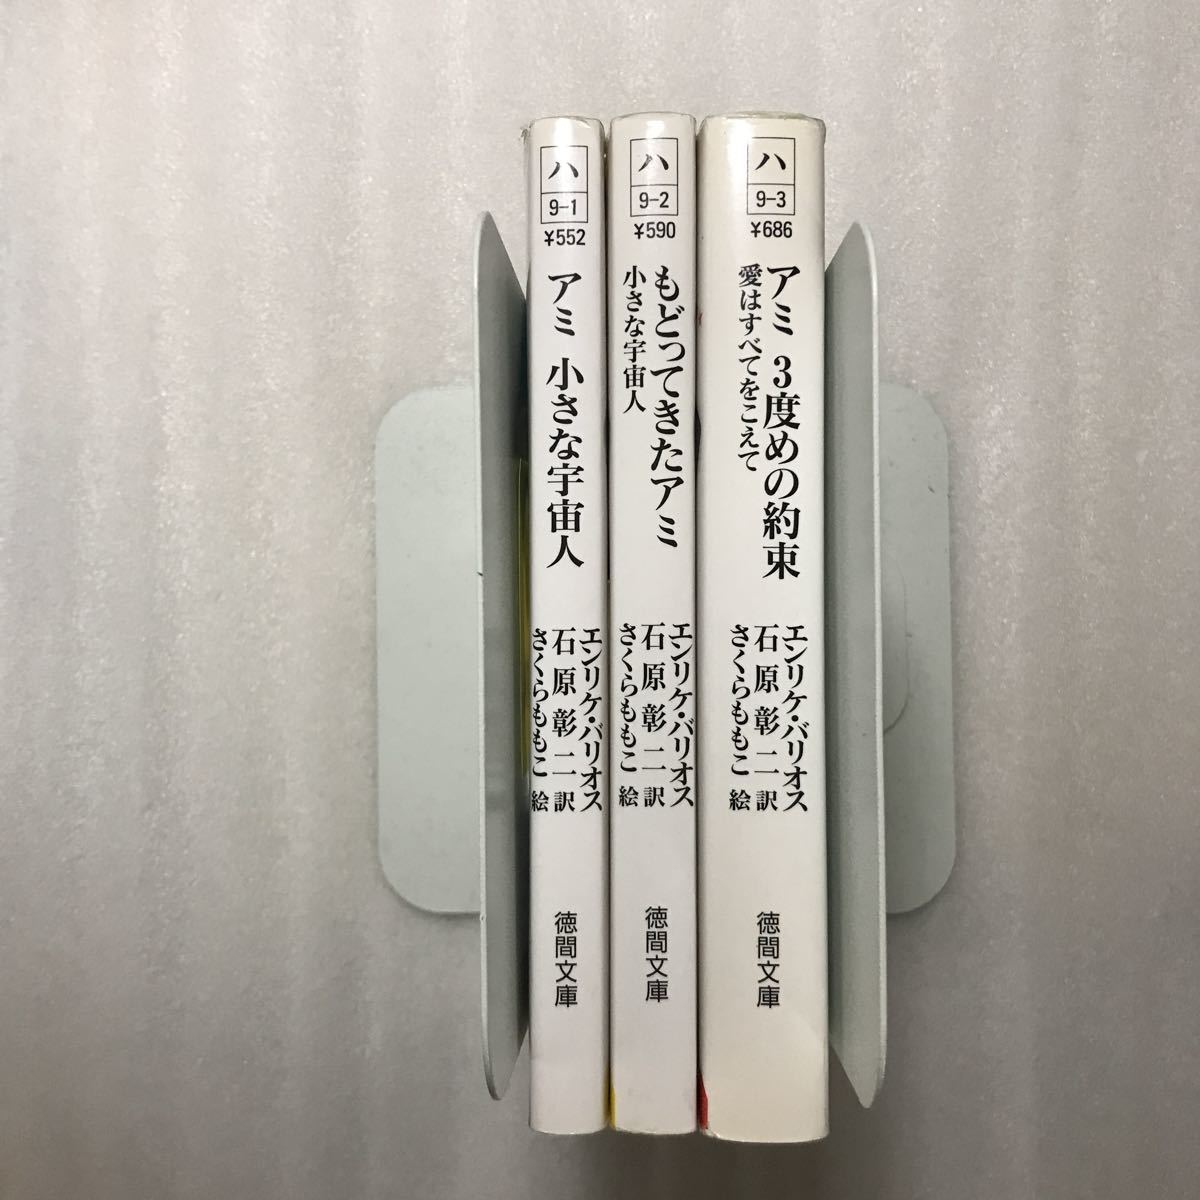 ハ
9-1
¥552
アミ 小さな宇宙人
エンリケ・バリオス
石原彰二 訳
さくらももこ 絵
徳間文庫
ハ
9-2
¥590
もどってきたアミ
小さな宇宙人
エンリケ・バリオス
石原彰二 訳
さくらももこ 絵
徳間文庫
ハ
9-3
¥686
アミ 3度めの約束
愛はすべてをこえて
エンリケ・バリオス
石原彰二 訳
さくらももこ 絵
徳間文庫